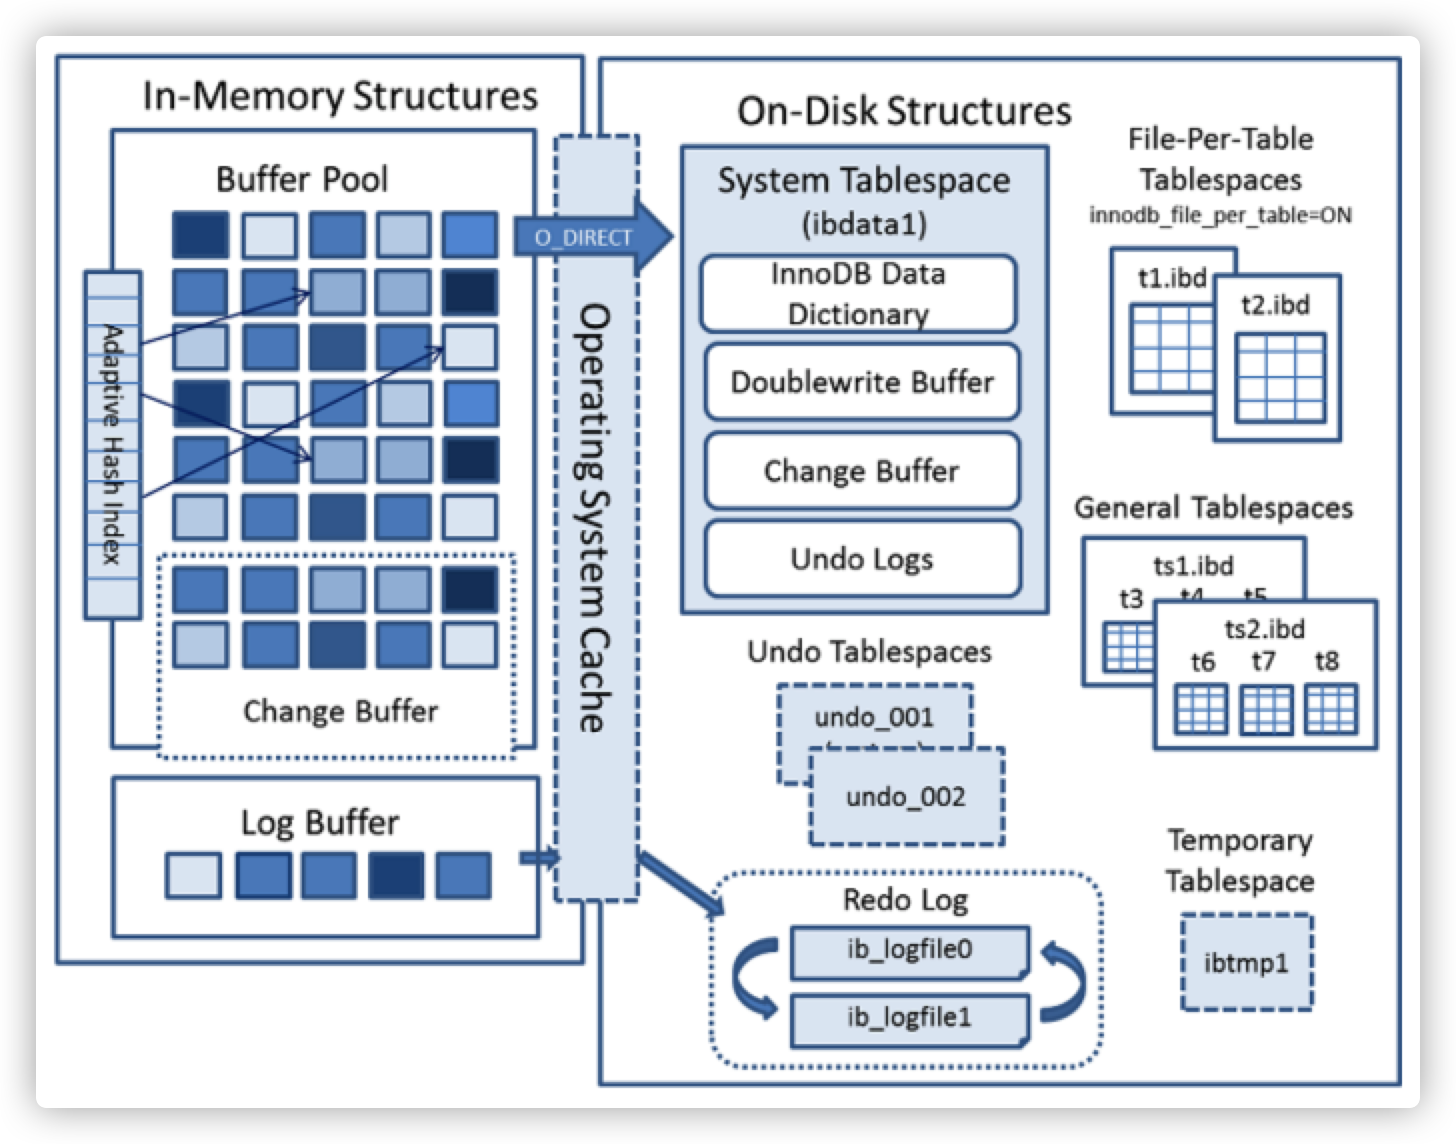 In-Memory Structures
Buffer Pool
Adaptive Hash Index
Change Buffer
Log Buffer
O_DIRECT
Operating System Cache
On-Disk Structures
System Tablespace
(ibdata1)
InnoDB Data
Dictionary
Doublewrite Buffer
Change Buffer
Undo Logs
Undo Tablespaces
undo_001
undo_002
Redo Log
ib_logfile0
ib_logfile1
File-Per-Table
Tablespaces
innodb_file_per_table=ON
t1.ibd
t2.ibd
General Tablespaces
ts1.ibd
t3 t4 t5
ts2.ibd
t6 t7 t8
Temporary
Tablespace
ibtmp1